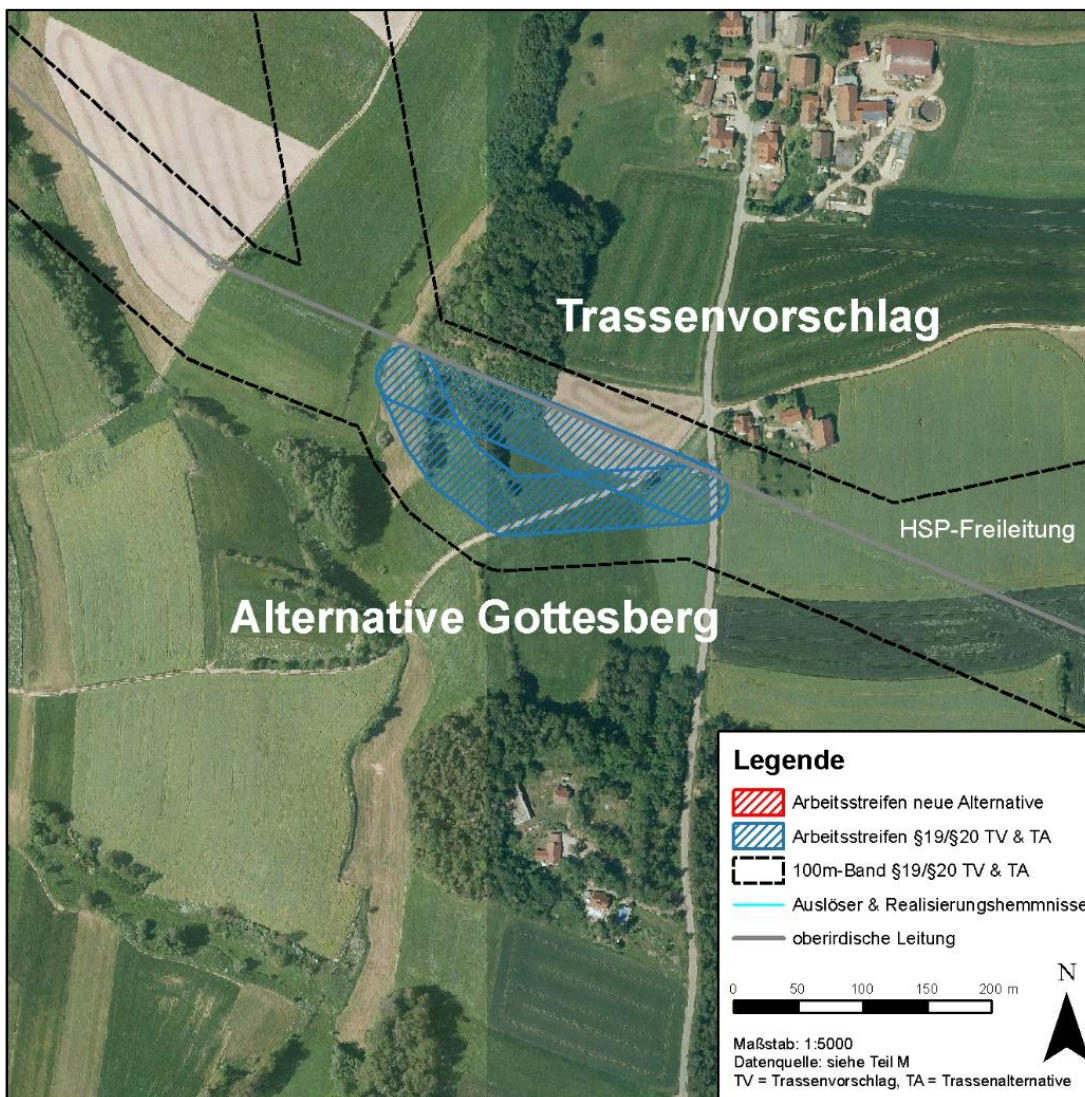 Trassenvorschlag
HSP-Freileitung
Alternative Gottesberg
Legende
Arbeitsstreifen neue Alternative
Arbeitsstreifen §19/§20 TV & TA
100m-Band §19/§20 TV & TA
Auslöser & Realisierungshemmnisse
oberirdische Leitung
N
0 50 100 150 200 m
Maßstab: 1:5000
Datenquelle: siehe Teil M
TV = Trassenvorschlag, TA = Trassenalternative